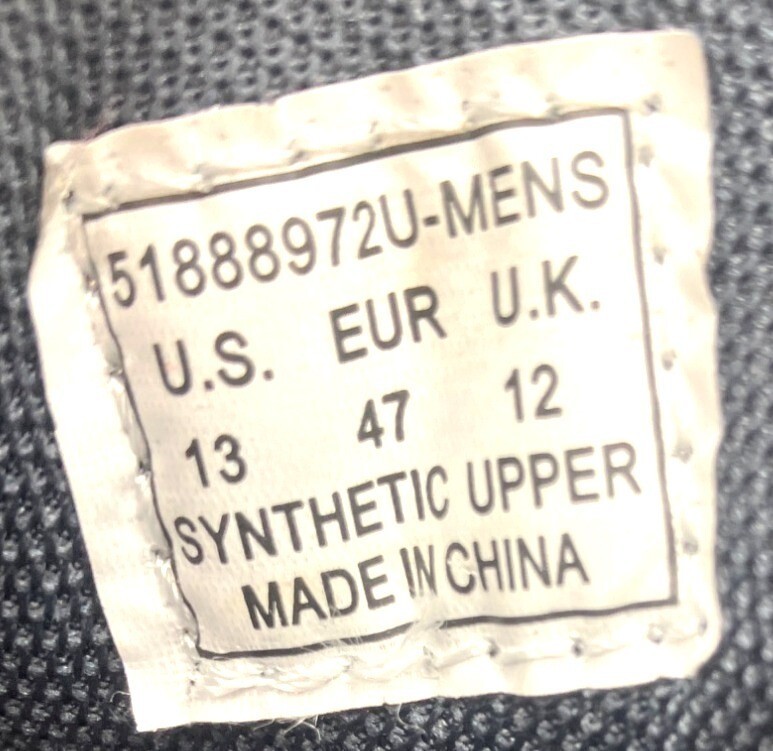 51888972U-MENS
U.S. EUR U.K.
13 47 12
SYNTHETIC UPPER
MADE IN CHINA